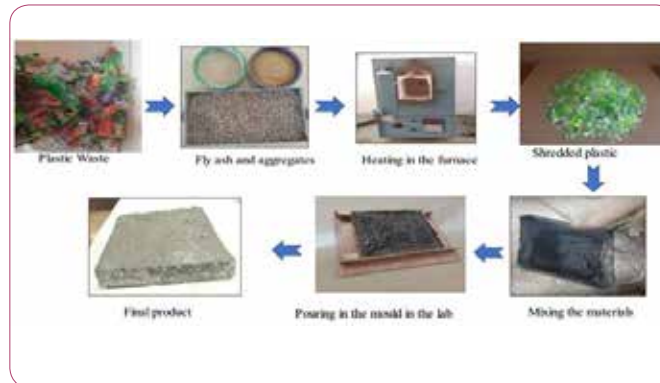 Plastic Waste
Fly ash and aggregates
Heating in the furnace
Shredded plastic
Final product
Pouring in the mould in the lab
Mixing the materials